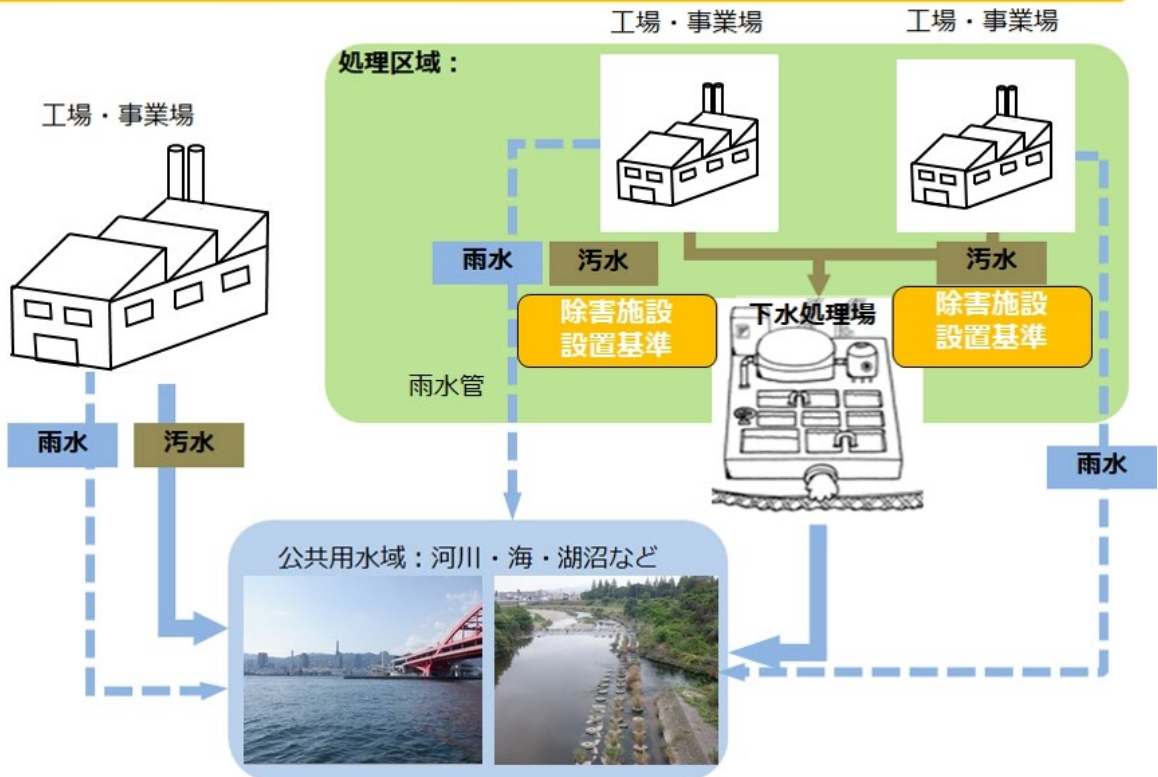 工場・事業場
工場・事業場
処理区域：
工場・事業場
雨水
汚水
汚水
除害施設
設置基準
下水処理場
除害施設
設置基準
雨水管
雨水
汚水
雨水
公共用水域：河川・海・湖沼など